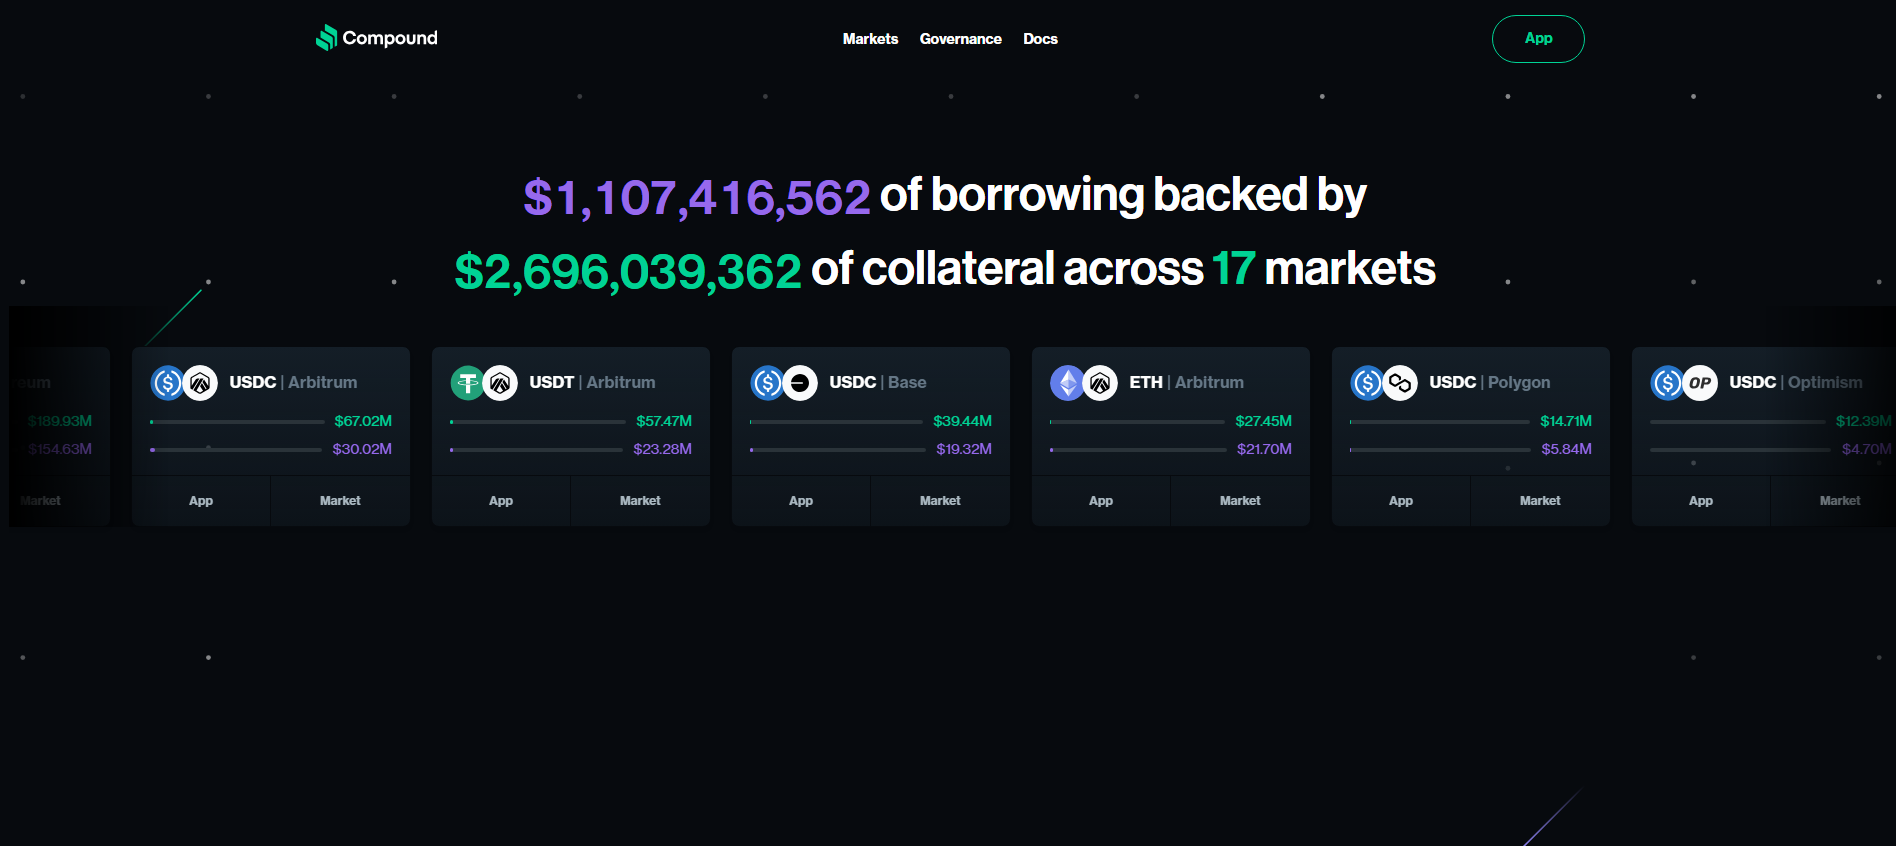 Compound
Markets Governance Docs
App
$1,107,416,562 of borrowing backed by
$2,696,039,362 of collateral across 17 markets
$189.93M
$154.63M
Market
USDC | Arbitrum
$67.02M
$30.02M
App Market
USDT | Arbitrum
$57.47M
$23.28M
App Market
USDC | Base
$39.44M
$19.32M
App Market
ETH | Arbitrum
$27.45M
$21.70M
App Market
USDC | Polygon
$14.71M
$5.84M
App Market
OP
USDC | Optimism
$12.39M
$4.70M
App Market